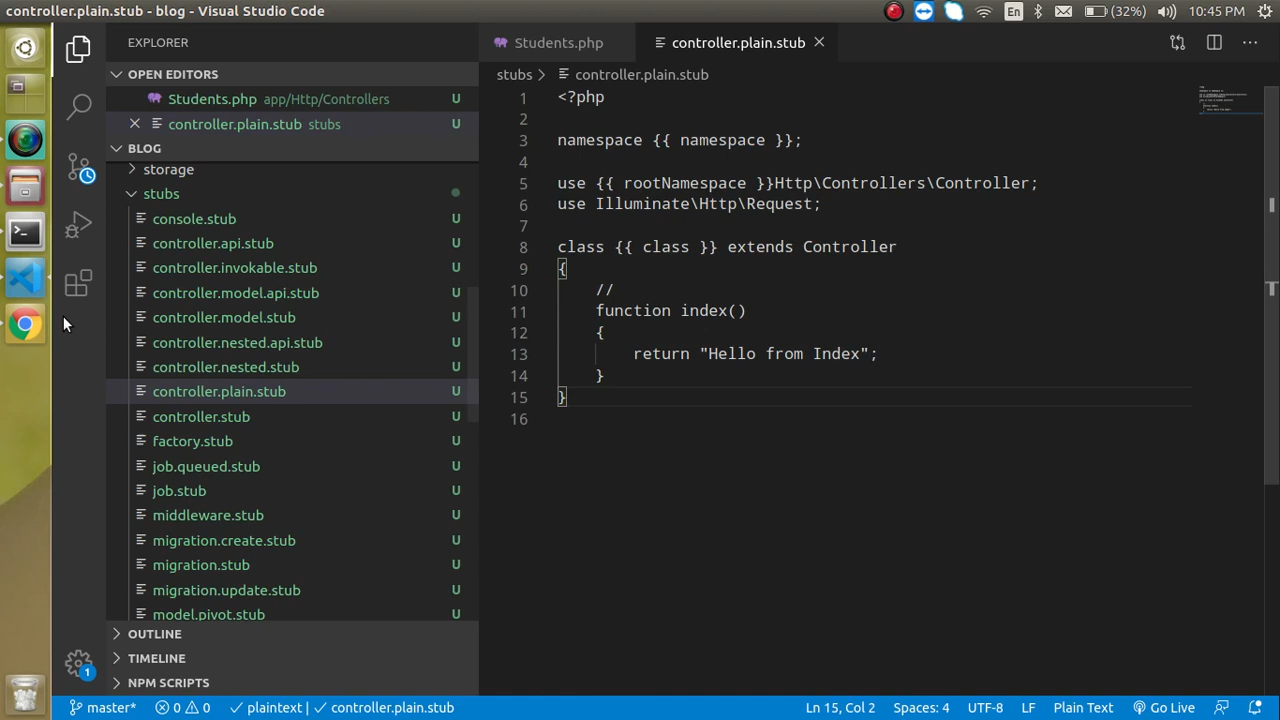 controller.plain.stub - blog - Visual Studio Code
En
(32%)
10:45 PM
EXPLORER
OPEN EDITORS
Students.php app/Http/Controllers U
controller.plain.stub stubs U
BLOG
storage
stubs
console.stub U
controller.api.stub U
controller.invokable.stub U
controller.model.api.stub U
controller.model.stub U
controller.nested.api.stub U
controller.nested.stub U
controller.plain.stub U
controller.stub U
factory.stub U
job.queued.stub U
job.stub U
middleware.stub U
migration.create.stub U
migration.stub U
migration.update.stub U
model.pivot.stub U
OUTLINE
TIMELINE
NPM SCRIPTS
1
Students.php
controller.plain.stub
stubs > controller.plain.stub
1 <?php
2
3 namespace {{ namespace }};
4
5 use {{ rootNamespace }}Http\Controllers\Controller;
6 use Illuminate\Http\Request;
7
8 class {{ class }} extends Controller
9 {
10 //
11 function index()
12 {
13 return "Hello from Index";
14 }
15 }
16
master* 0 0 plaintext | controller.plain.stub Ln 15, Col 2 Spaces: 4 UTF-8 LF Plain Text Go Live